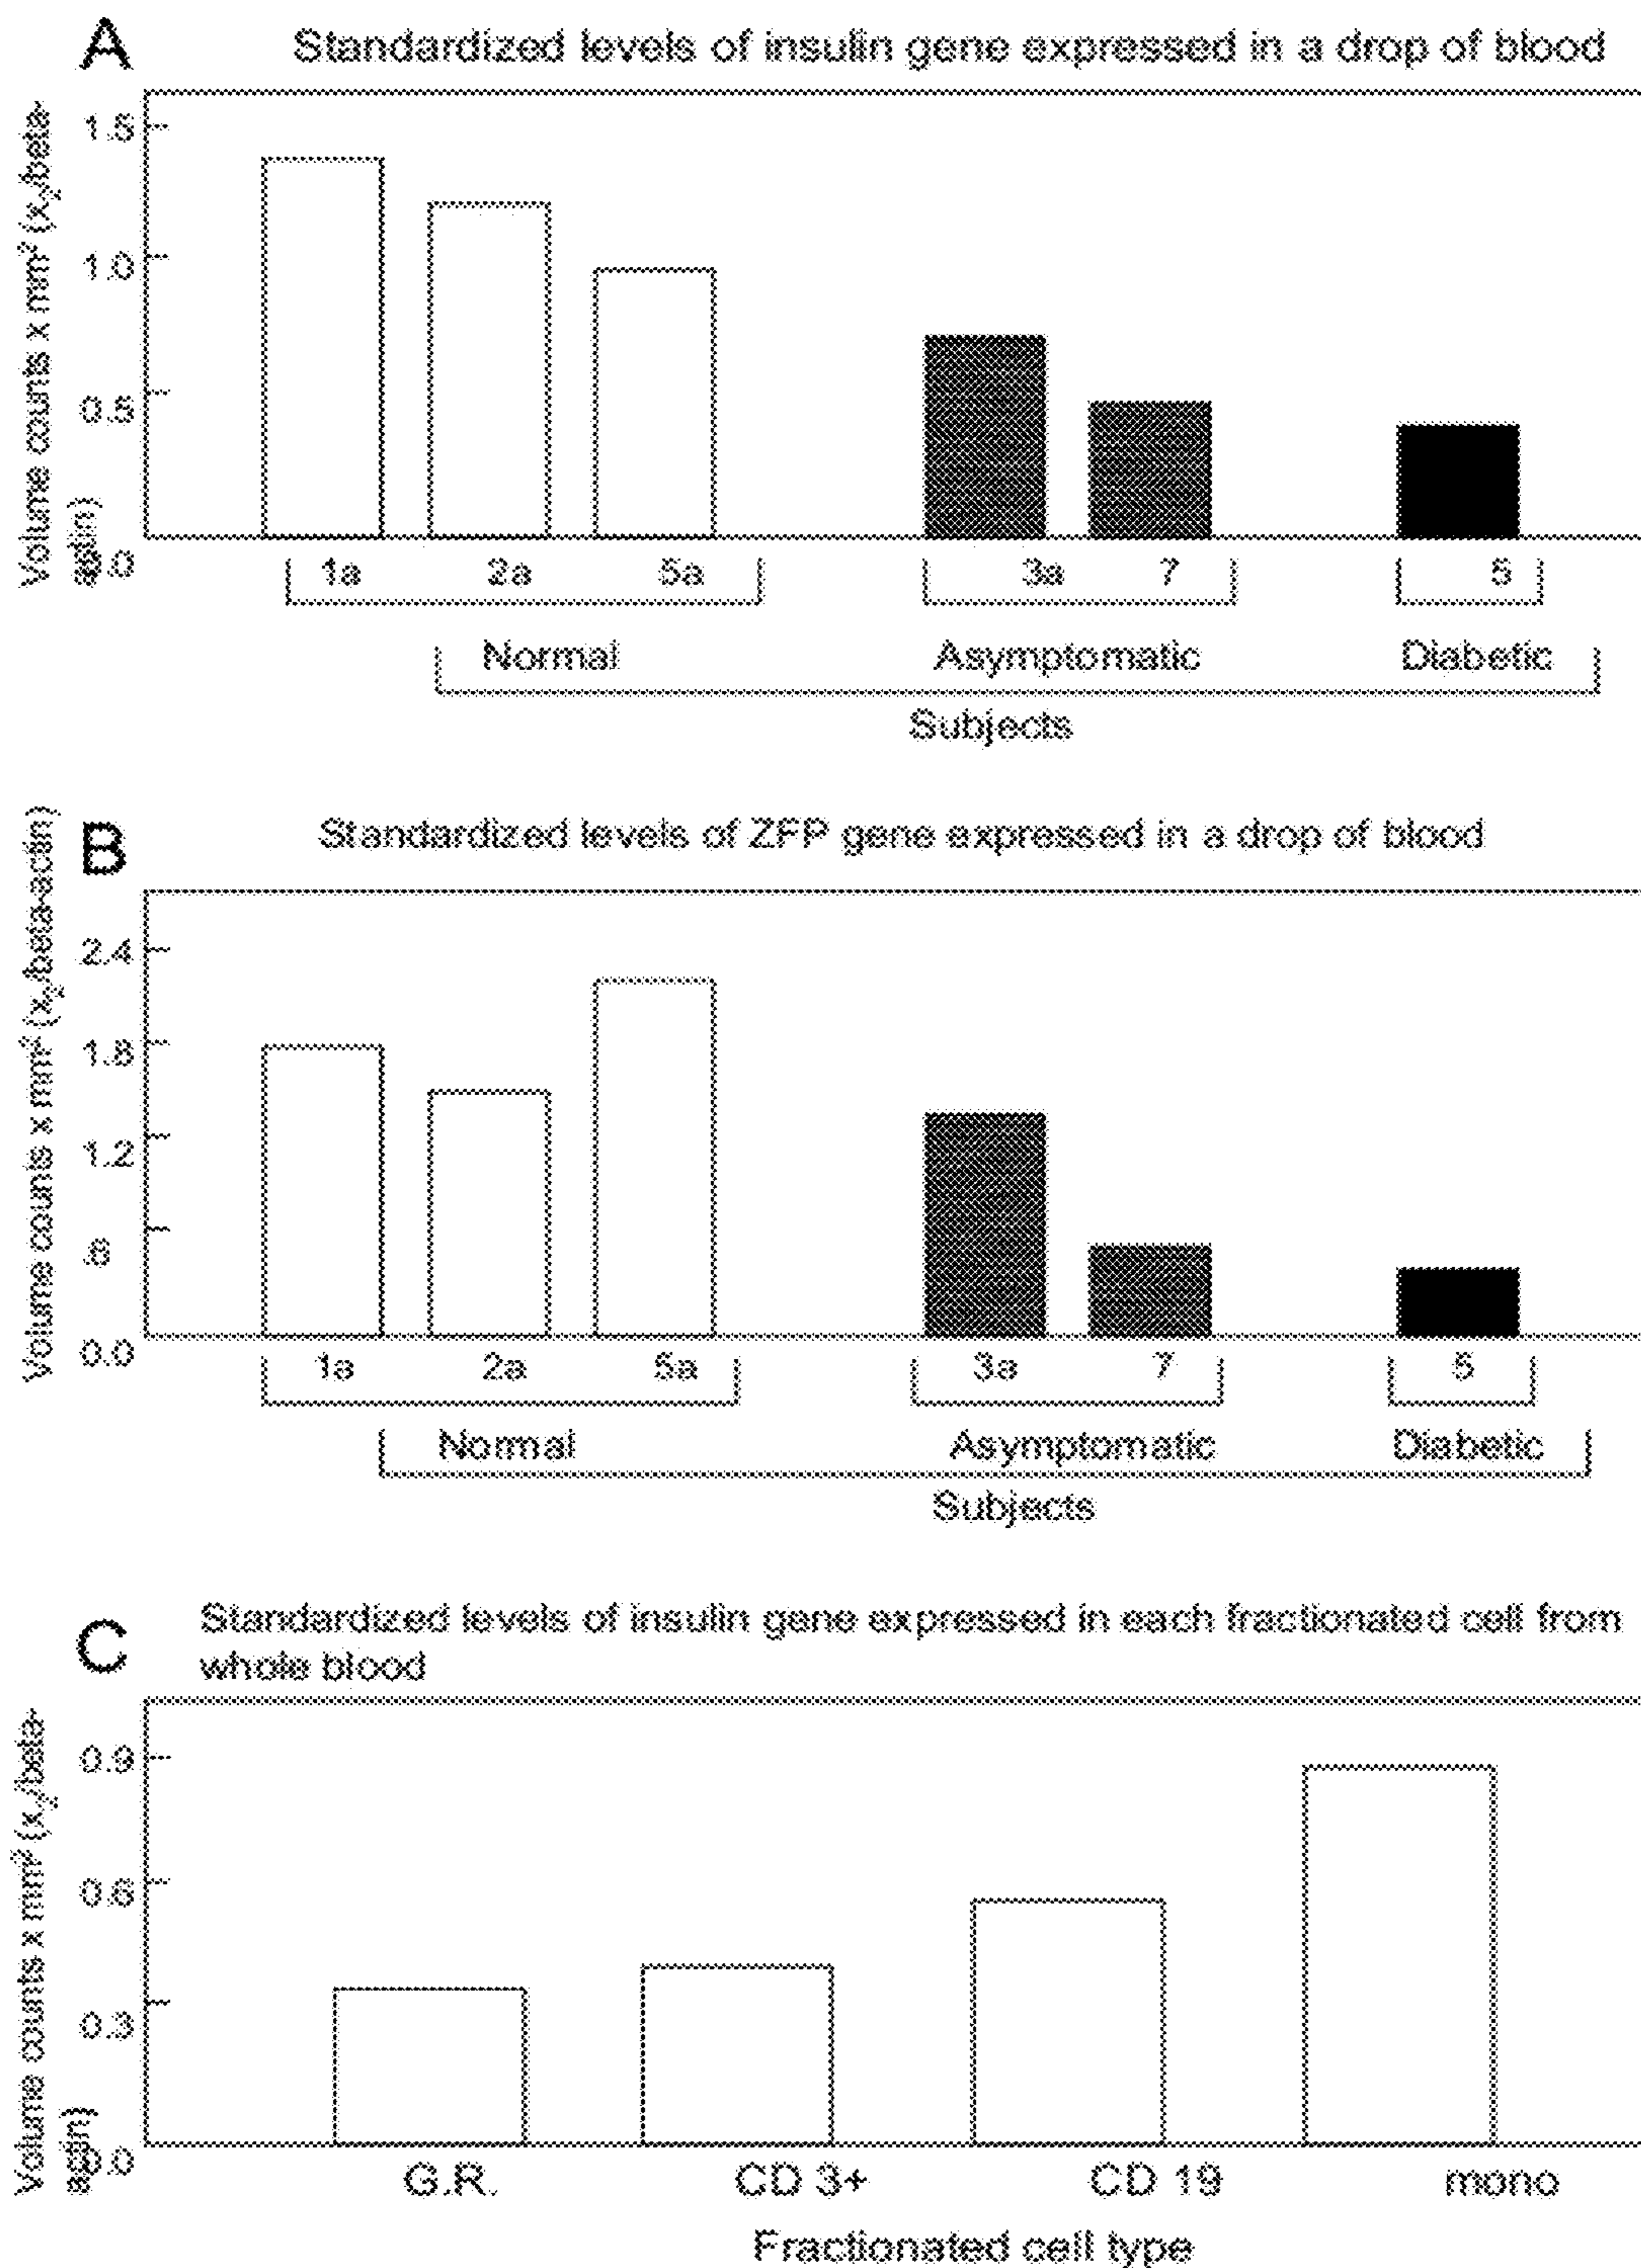 A
Standardized levels of insulin gene expressed in a drop of blood
Volume counts x mm² (x₂/beta-
actin)
1.5
1.0
0.5
0.0
1a 2a 5a 3a 7 5
Normal Asymptomatic Diabetic
Subjects
B
Standardized levels of ZFP gene expressed in a drop of blood
Volume counts x mm² (x₂/beta-actin)
2.4
1.8
1.2
.6
0.0
1a 2a 5a 3a 7 5
Normal Asymptomatic Diabetic
Subjects
C
Standardized levels of insulin gene expressed in each fractionated cell from
whole blood
Volume counts x mm² (x₂/beta-
actin)
0.9
0.6
0.3
0.0
G.R. CD 3+ CD 19 mono
Fractionated cell type